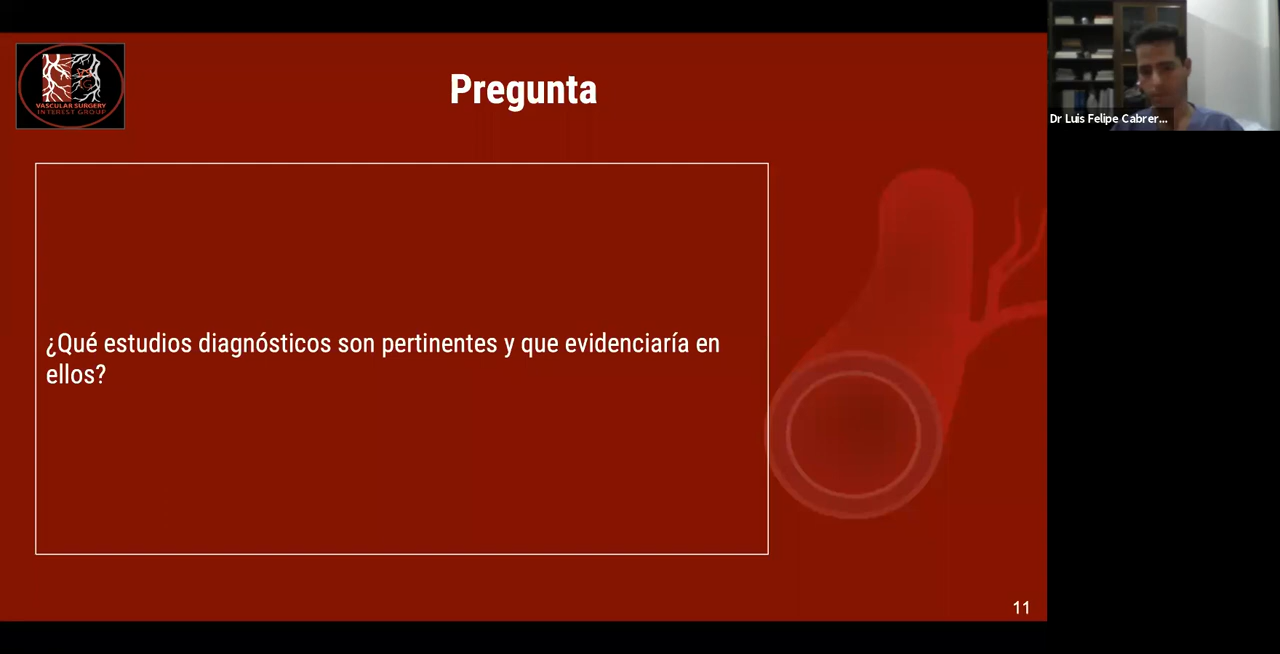 VASCULAR SURGERY
INTEREST GROUP
Pregunta
Dr Luis Felipe Cabrer...
¿Qué estudios diagnósticos son pertinentes y que evidenciaría en
ellos?
11